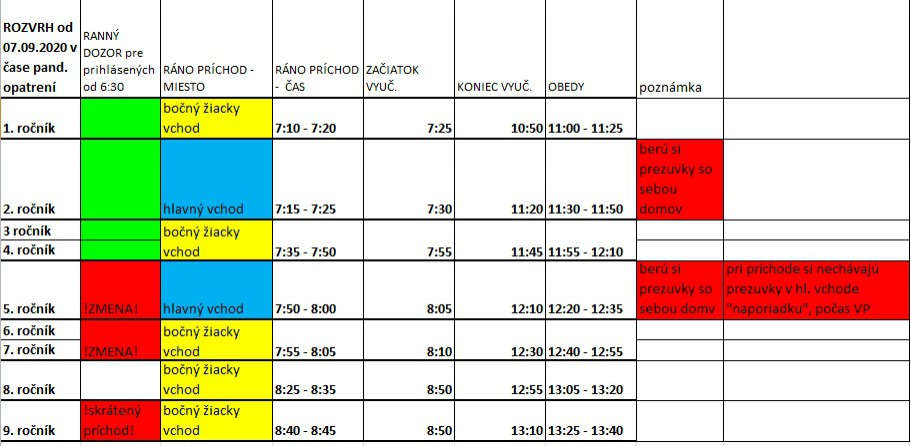 ROZVRH od 07.09.2020 v čase pand. opatrení
RANNÝ DOZOR pre prihlásených od 6:30
RÁNO PRÍCHOD - MIESTO
RÁNO PRÍCHOD - ČAS
ZAČIATOK VYUČ.
KONIEC VYUČ.
OBEDY
poznámka
1. ročník
bočný žiacky vchod
7:10 - 7:20
7:25
10:50
11:00 - 11:25
2. ročník
hlavný vchod
7:15 - 7:25
7:30
11:20
11:30 - 11:50
berú si prezuvky so sebou domov
3 ročník
4. ročník
bočný žiacky vchod
7:35 - 7:50
7:55
11:45
11:55 - 12:10
5. ročník
!ZMENA!
hlavný vchod
7:50 - 8:00
8:05
12:10
12:20 - 12:35
berú si prezuvky so sebou domv
pri príchode si nechávajú prezuvky v hl. vchode "naporiadku", počas VP
6. ročník
7. ročník
!ZMENA!
bočný žiacky vchod
7:55 - 8:05
8:10
12:30
12:40 - 12:55
8. ročník
bočný žiacky vchod
8:25 - 8:35
8:50
12:55
13:05 - 13:20
9. ročník
!skrátený príchod!
bočný žiacky vchod
8:40 - 8:45
8:50
13:10
13:25 - 13:40